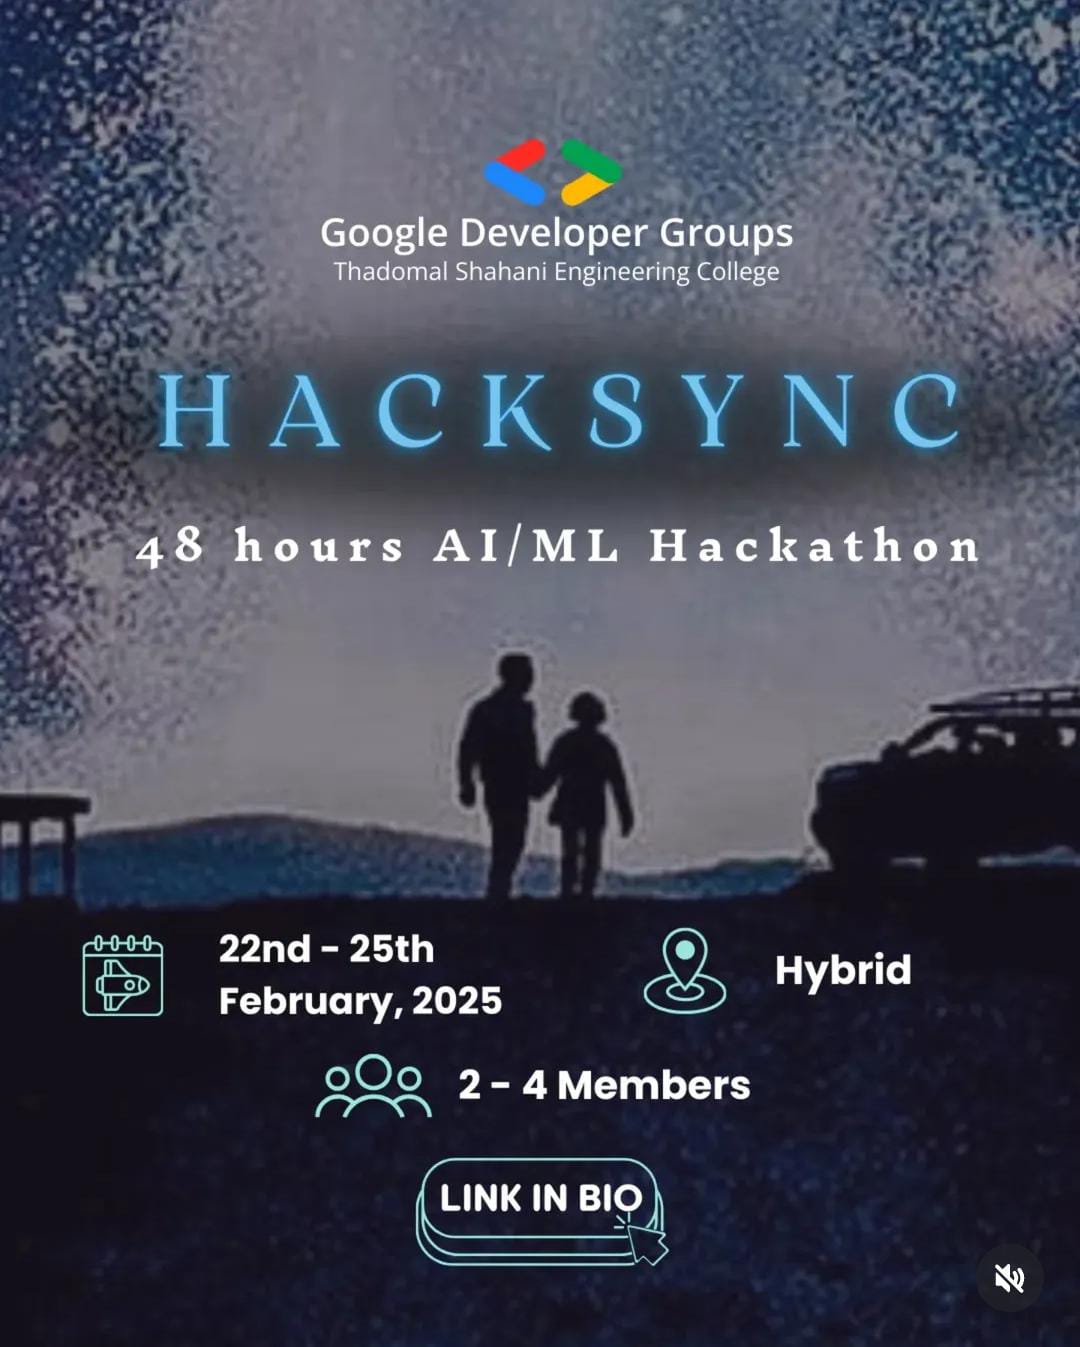 Google Developer Groups
Thadomal Shahani Engineering College
HACKSYNC
48 hours AI/ML Hackathon
22nd - 25th
February, 2025
Hybrid
2 - 4 Members
LINK IN BIO